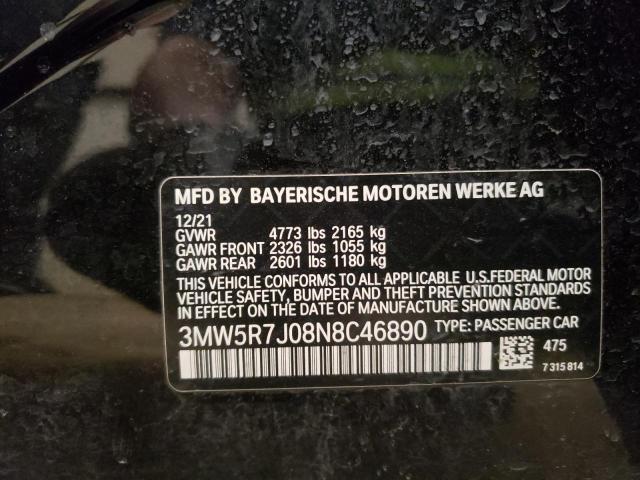 MFD BY BAYERISCHE MOTOREN WERKE AG
12/21
GVWR 4773 lbs 2165 kg
GAWR FRONT 2326 lbs 1055 kg
GAWR REAR 2601 lbs 1180 kg
THIS VEHICLE CONFORMS TO ALL APPLICABLE U.S.FEDERAL MOTOR
VEHICLE SAFETY, BUMPER AND THEFT PREVENTION STANDARDS
IN EFFECT ON THE DATE OF MANUFACTURE SHOWN ABOVE.
3MW5R7J08N8C46890 TYPE: PASSENGER CAR
475
7 315 814